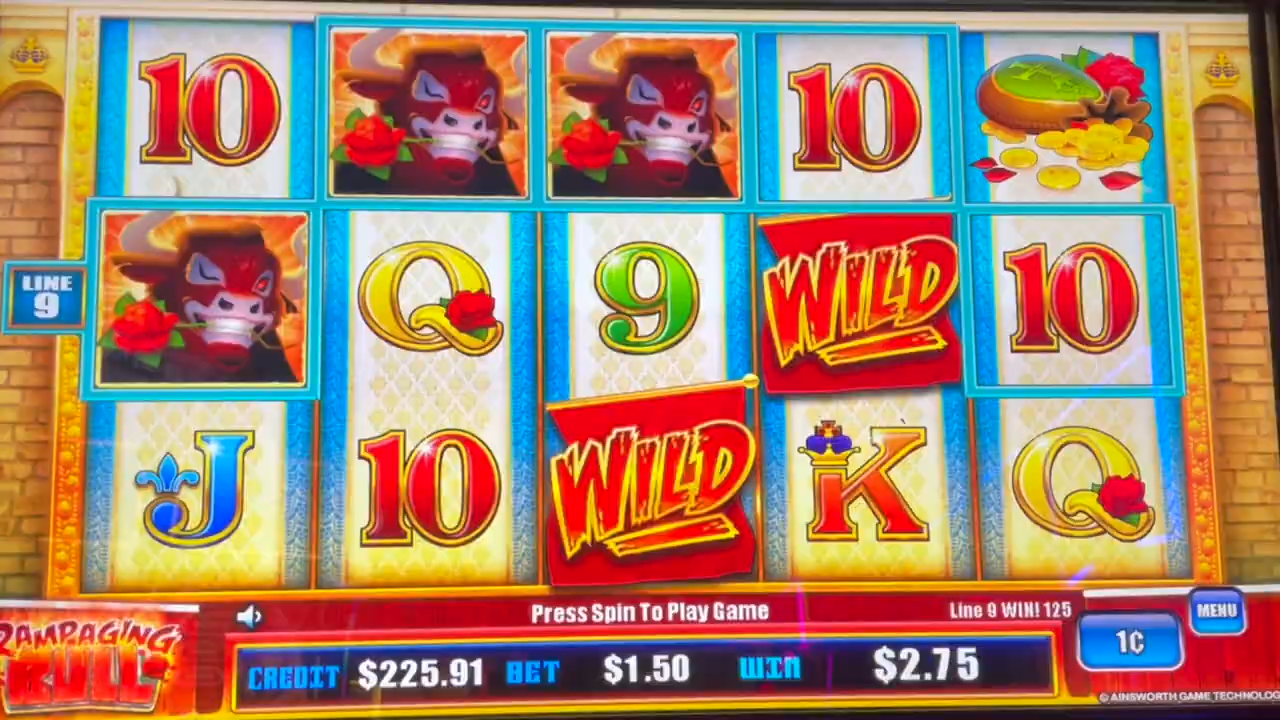 10
10
LINE
9
Q
9
WILD
10
J
10
WILD
K
Q
RAMPAGING
BULL
Press Spin To Play Game
Line 9 WIN! 125
MENU
CREDIT $225.91 BET $1.50 WIN $2.75
1¢
© AINSWORTH GAME TECHNOLOGY